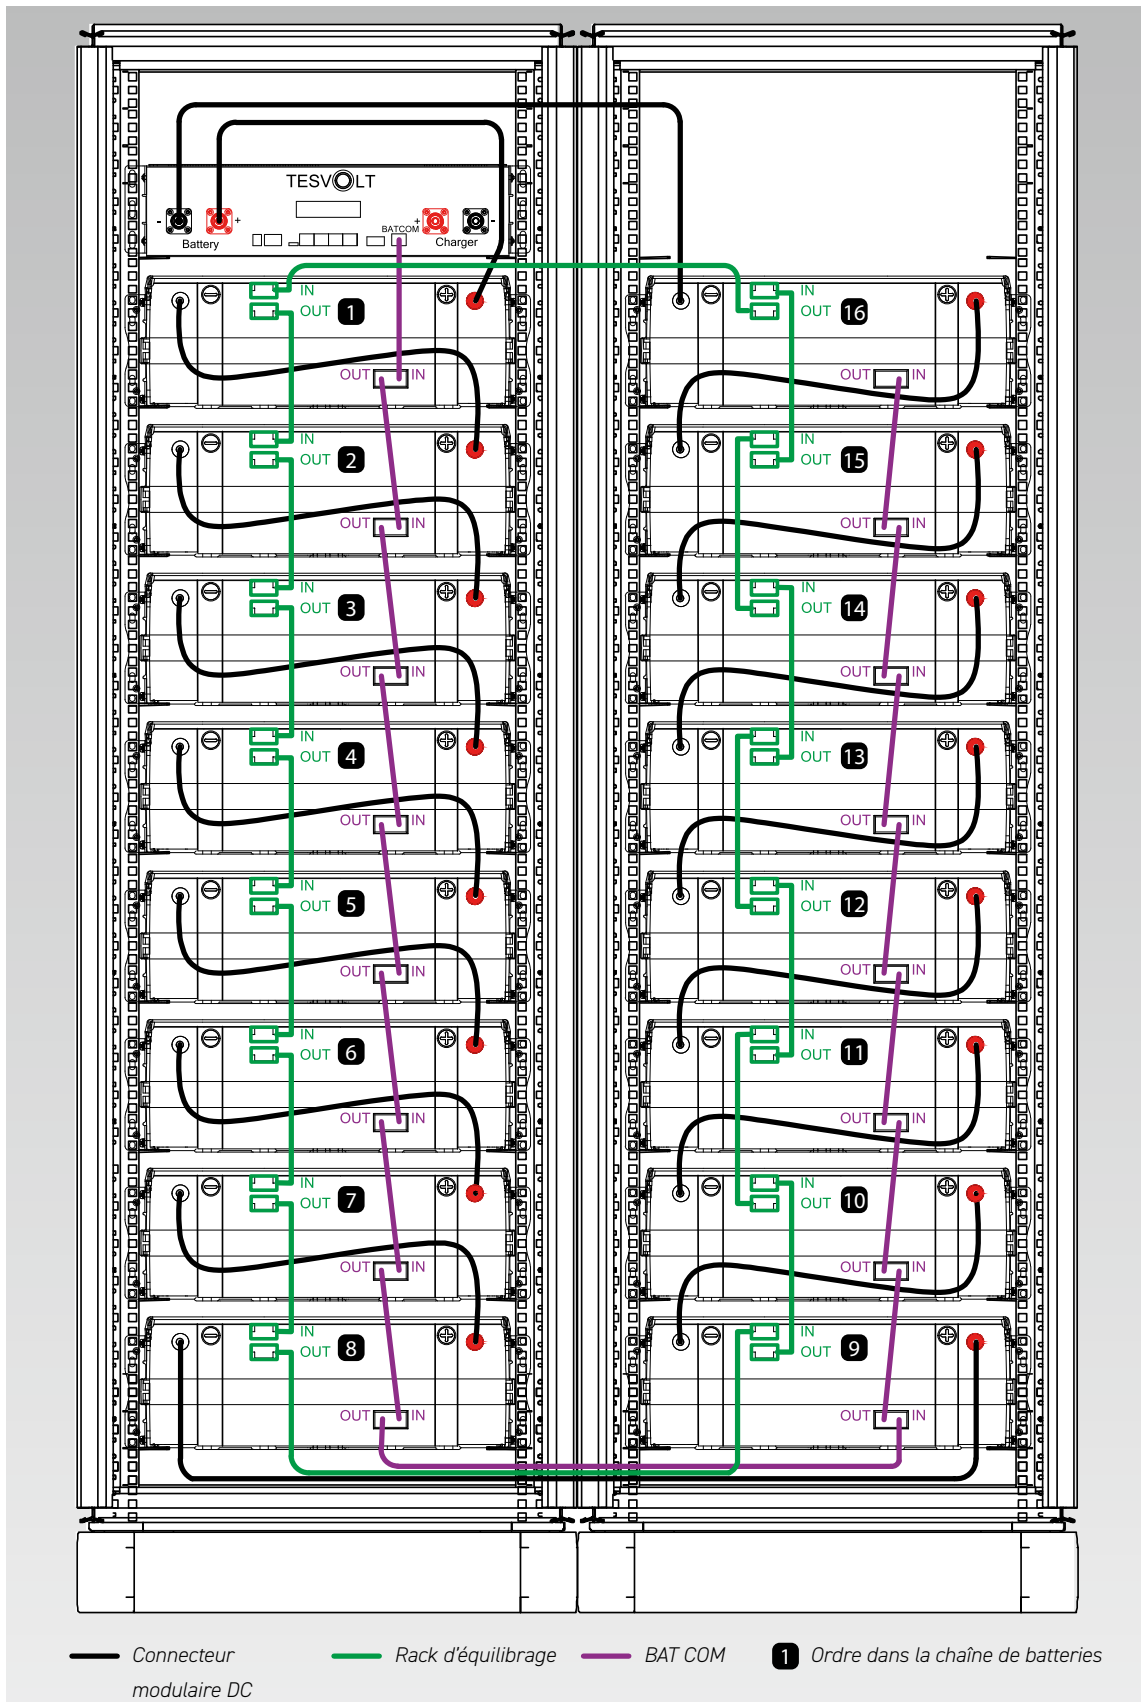 TESVOLT
- + + -
BATCOM
Battery Charger
IN IN
OUT 1 OUT 16
OUT IN OUT IN
IN IN
OUT 2 OUT 15
OUT IN OUT IN
IN IN
OUT 3 OUT 14
OUT IN OUT IN
IN IN
OUT 4 OUT 13
OUT IN OUT IN
IN IN
OUT 5 OUT 12
OUT IN OUT IN
IN IN
OUT 6 OUT 11
OUT IN OUT IN
IN IN
OUT 7 OUT 10
OUT IN OUT IN
IN IN
OUT 8 OUT 9
OUT IN OUT IN
Connecteur modulaire DC
Rack d'équilibrage
BAT COM
1 Ordre dans la chaîne de batteries